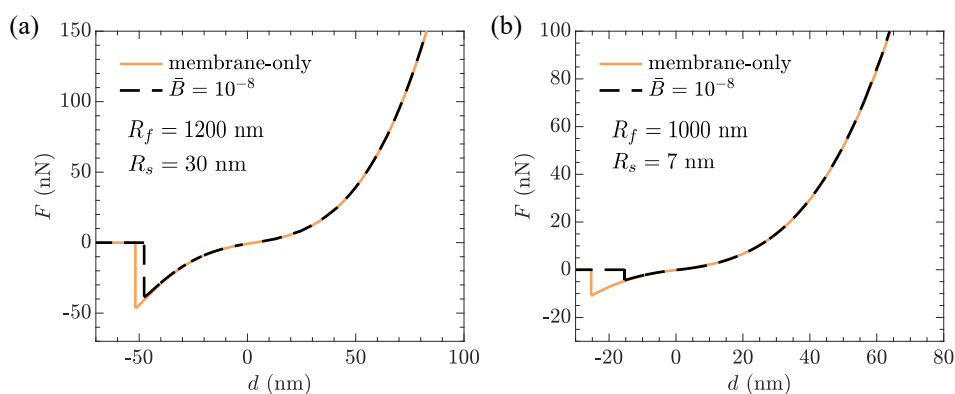 (a)
150
100
50
0
-50
F (nN)
membrane-only
B̄ = 10⁻⁸
R_f = 1200 nm
R_s = 30 nm
-50 0 50 100
d (nm)
(b)
100
80
60
40
20
0
-20
F (nN)
membrane-only
B̄ = 10⁻⁸
R_f = 1000 nm
R_s = 7 nm
-20 0 20 40 60 80
d (nm)